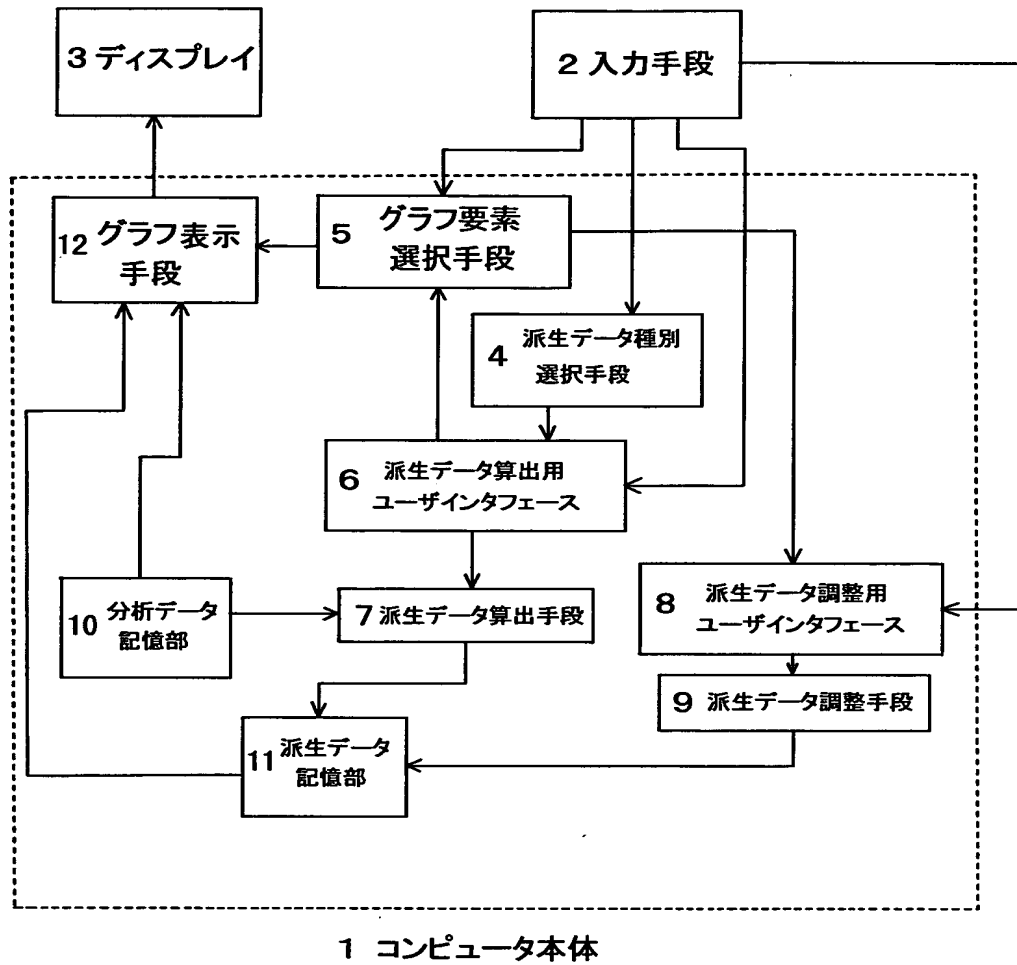 3 ディスプレイ
2 入力手段
12 グラフ表示
手段
5 グラフ要素
選択手段
4 派生データ種別
選択手段
6 派生データ算出用
ユーザインタフェース
10 分析データ
記憶部
7 派生データ算出手段
8 派生データ調整用
ユーザインタフェース
9 派生データ調整手段
11 派生データ
記憶部
1 コンピュータ本体